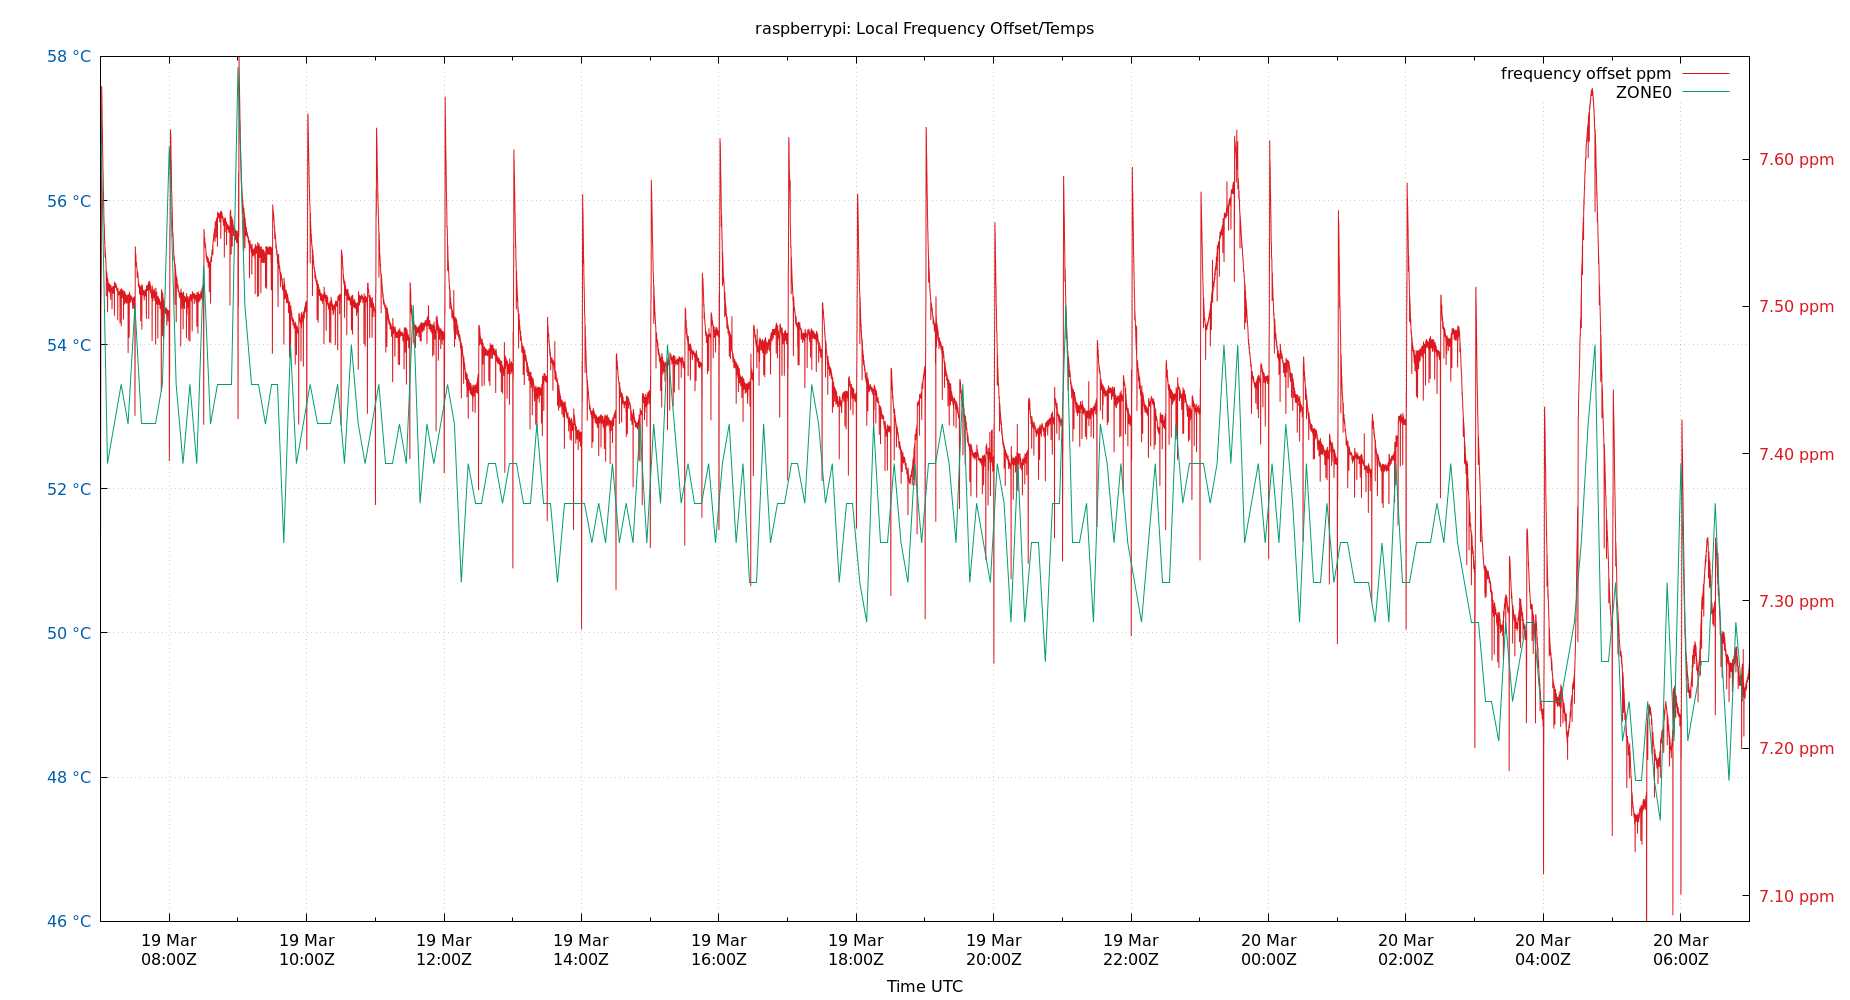 raspberrypi: Local Frequency Offset/Temps
frequency offset ppm
ZONE0
58 °C
56 °C
54 °C
52 °C
50 °C
48 °C
46 °C
7.60 ppm
7.50 ppm
7.40 ppm
7.30 ppm
7.20 ppm
7.10 ppm
19 Mar 19 Mar 19 Mar 19 Mar 19 Mar 19 Mar 19 Mar 19 Mar 20 Mar 20 Mar 20 Mar 20 Mar
08:00Z 10:00Z 12:00Z 14:00Z 16:00Z 18:00Z 20:00Z 22:00Z 00:00Z 02:00Z 04:00Z 06:00Z
Time UTC